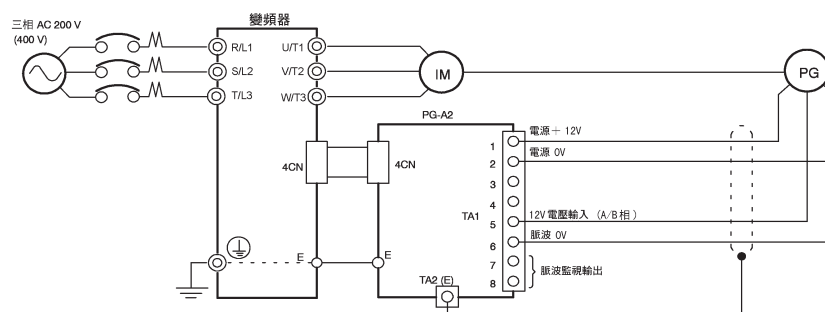 三相 AC 200 V
(400 V)
變頻器
R/L1
U/T1
S/L2
V/T2
T/L3
W/T3
IM
PG
PG-A2
4CN
4CN
TA1
1
電源＋ 12V
2
電源 0V
3
4
5
12V 電壓輸入 (A/B 相 )
6
脈波 0V
7
8
脈波監視輸出
E
E
TA2 (E)